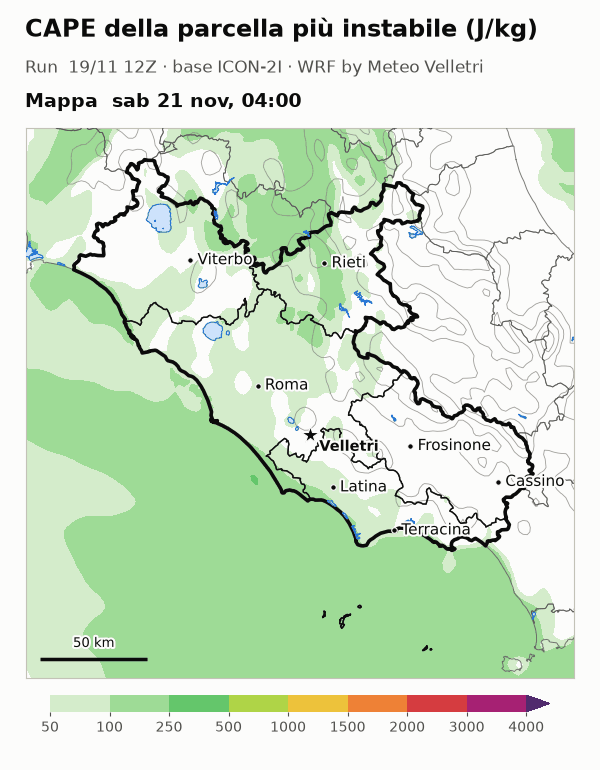 CAPE della parcella più instabile (J/kg)
Run 19/11 12Z · base ICON-2I · WRF by Meteo Velletri
Mappa sab 21 nov, 04:00
Viterbo
Rieti
Roma
Velletri
Frosinone
Cassino
Latina
Terracina
50 km
50 100 250 500 1000 1500 2000 3000 4000